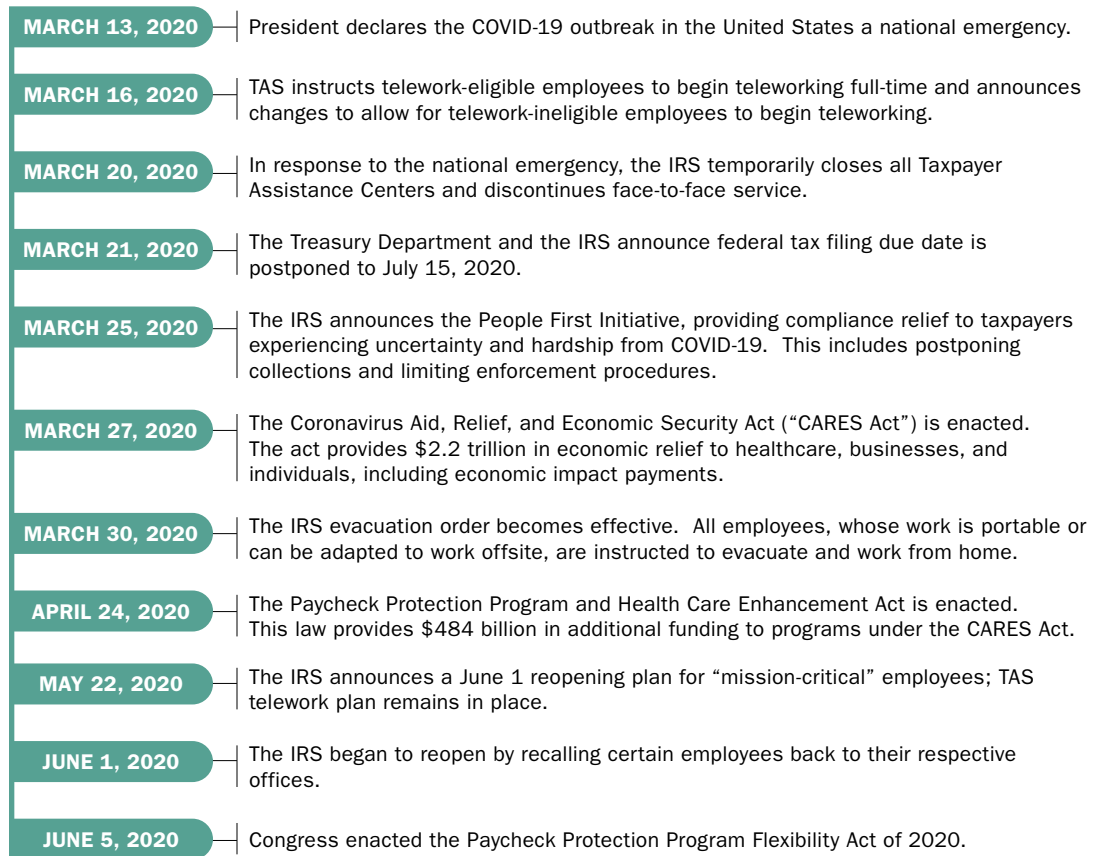 MARCH 13, 2020
President declares the COVID-19 outbreak in the United States a national emergency.
MARCH 16, 2020
TAS instructs telework-eligible employees to begin teleworking full-time and announces
changes to allow for telework-ineligible employees to begin teleworking.
MARCH 20, 2020
In response to the national emergency, the IRS temporarily closes all Taxpayer
Assistance Centers and discontinues face-to-face service.
MARCH 21, 2020
The Treasury Department and the IRS announce federal tax filing due date is
postponed to July 15, 2020.
MARCH 25, 2020
The IRS announces the People First Initiative, providing compliance relief to taxpayers
experiencing uncertainty and hardship from COVID-19.  This includes postponing
collections and limiting enforcement procedures.
MARCH 27, 2020
The Coronavirus Aid, Relief, and Economic Security Act (“CARES Act”) is enacted.
The act provides $2.2 trillion in economic relief to healthcare, businesses, and
individuals, including economic impact payments.
MARCH 30, 2020
The IRS evacuation order becomes effective.  All employees, whose work is portable or
can be adapted to work offsite, are instructed to evacuate and work from home.
APRIL 24, 2020
The Paycheck Protection Program and Health Care Enhancement Act is enacted.
This law provides $484 billion in additional funding to programs under the CARES Act.
MAY 22, 2020
The IRS announces a June 1 reopening plan for “mission-critical” employees; TAS
telework plan remains in place.
JUNE 1, 2020
The IRS began to reopen by recalling certain employees back to their respective
offices.
JUNE 5, 2020
Congress enacted the Paycheck Protection Program Flexibility Act of 2020.